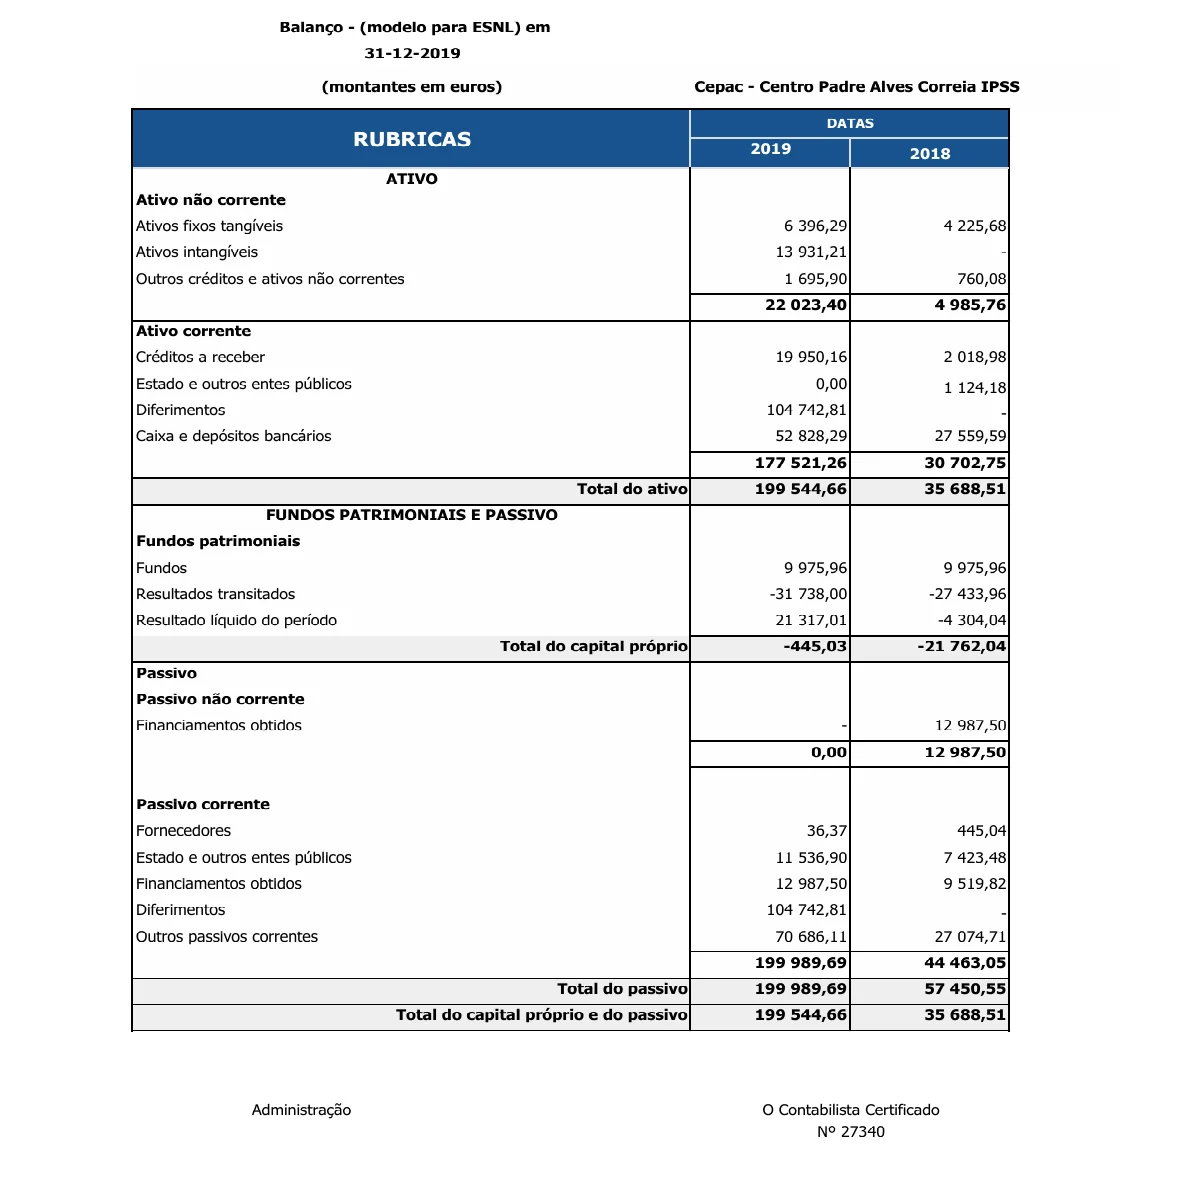 Balanço - (modelo para ESNL) em
31-12-2019
(montantes em euros) Cepac - Centro Padre Alves Correia IPSS
RUBRICAS DATAS
2019 2018
ATIVO
Ativo não corrente
Ativos fixos tangíveis 6 396,29 4 225,68
Ativos intangíveis 13 931,21 -
Outros créditos e ativos não correntes 1 695,90 760,08
22 023,40 4 985,76
Ativo corrente
Créditos a receber 19 950,16 2 018,98
Estado e outros entes públicos 0,00 1 124,18
Diferimentos 104 742,81 -
Caixa e depósitos bancários 52 828,29 27 559,59
177 521,26 30 702,75
Total do ativo 199 544,66 35 688,51
FUNDOS PATRIMONIAIS E PASSIVO
Fundos patrimoniais
Fundos 9 975,96 9 975,96
Resultados transitados -31 738,00 -27 433,96
Resultado líquido do período 21 317,01 -4 304,04
Total do capital próprio -445,03 -21 762,04
Passivo
Passivo não corrente
Financiamentos obtidos - 12 987,50
0,00 12 987,50
Passivo corrente
Fornecedores 36,37 445,04
Estado e outros entes públicos 11 536,90 7 423,48
Financiamentos obtidos 12 987,50 9 519,82
Diferimentos 104 742,81 -
Outros passivos correntes 70 686,11 27 074,71
199 989,69 44 463,05
Total do passivo 199 989,69 57 450,55
Total do capital próprio e do passivo 199 544,66 35 688,51
Administração O Contabilista Certificado
Nº 27340